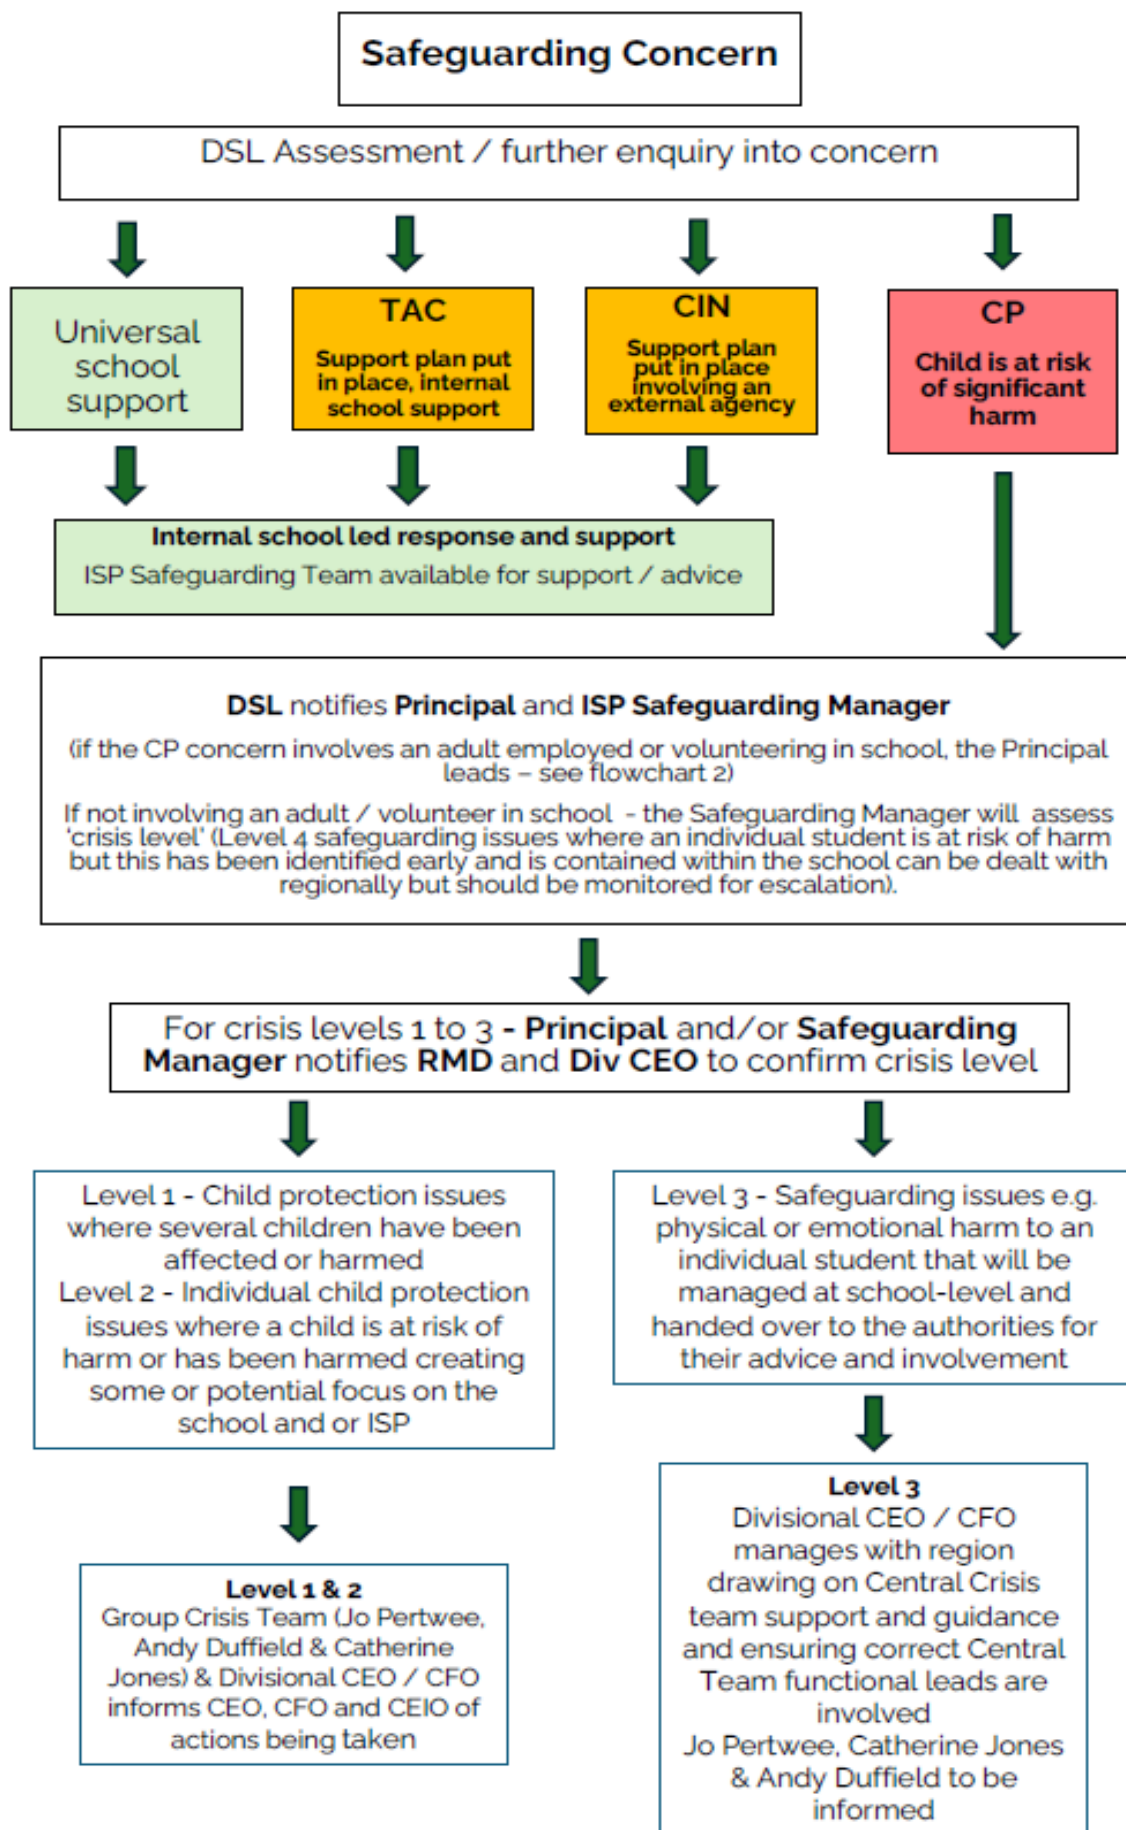 Safeguarding Concern
DSL Assessment / further enquiry into concern
Universal
school
support
TAC
Support plan put
in place, internal
school support
CIN
Support plan
put in place
involving an
external agency
CP
Child is at risk
of significant
harm
Internal school led response and support
ISP Safeguarding Team available for support / advice
DSL notifies Principal and ISP Safeguarding Manager
(if the CP concern involves an adult employed or volunteering in school, the Principal
leads – see flowchart 2)
If not involving an adult / volunteer in school - the Safeguarding Manager will assess
'crisis level' (Level 4 safeguarding issues where an individual student is at risk of harm
but this has been identified early and is contained within the school can be dealt with
regionally but should be monitored for escalation).
For crisis levels 1 to 3 - Principal and/or Safeguarding
Manager notifies RMD and Div CEO to confirm crisis level
Level 1 - Child protection issues
where several children have been
affected or harmed
Level 2 - Individual child protection
issues where a child is at risk of
harm or has been harmed creating
some or potential focus on the
school and or ISP
Level 3 - Safeguarding issues e.g.
physical or emotional harm to an
individual student that will be
managed at school-level and
handed over to the authorities for
their advice and involvement
Level 1 & 2
Group Crisis Team (Jo Pertwee,
Andy Duffield & Catherine
Jones) & Divisional CEO / CFO
informs CEO, CFO and CEIO of
actions being taken
Level 3
Divisional CEO / CFO
manages with region
drawing on Central Crisis
team support and guidance
and ensuring correct Central
Team functional leads are
involved
Jo Pertwee, Catherine Jones
& Andy Duffield to be
informed